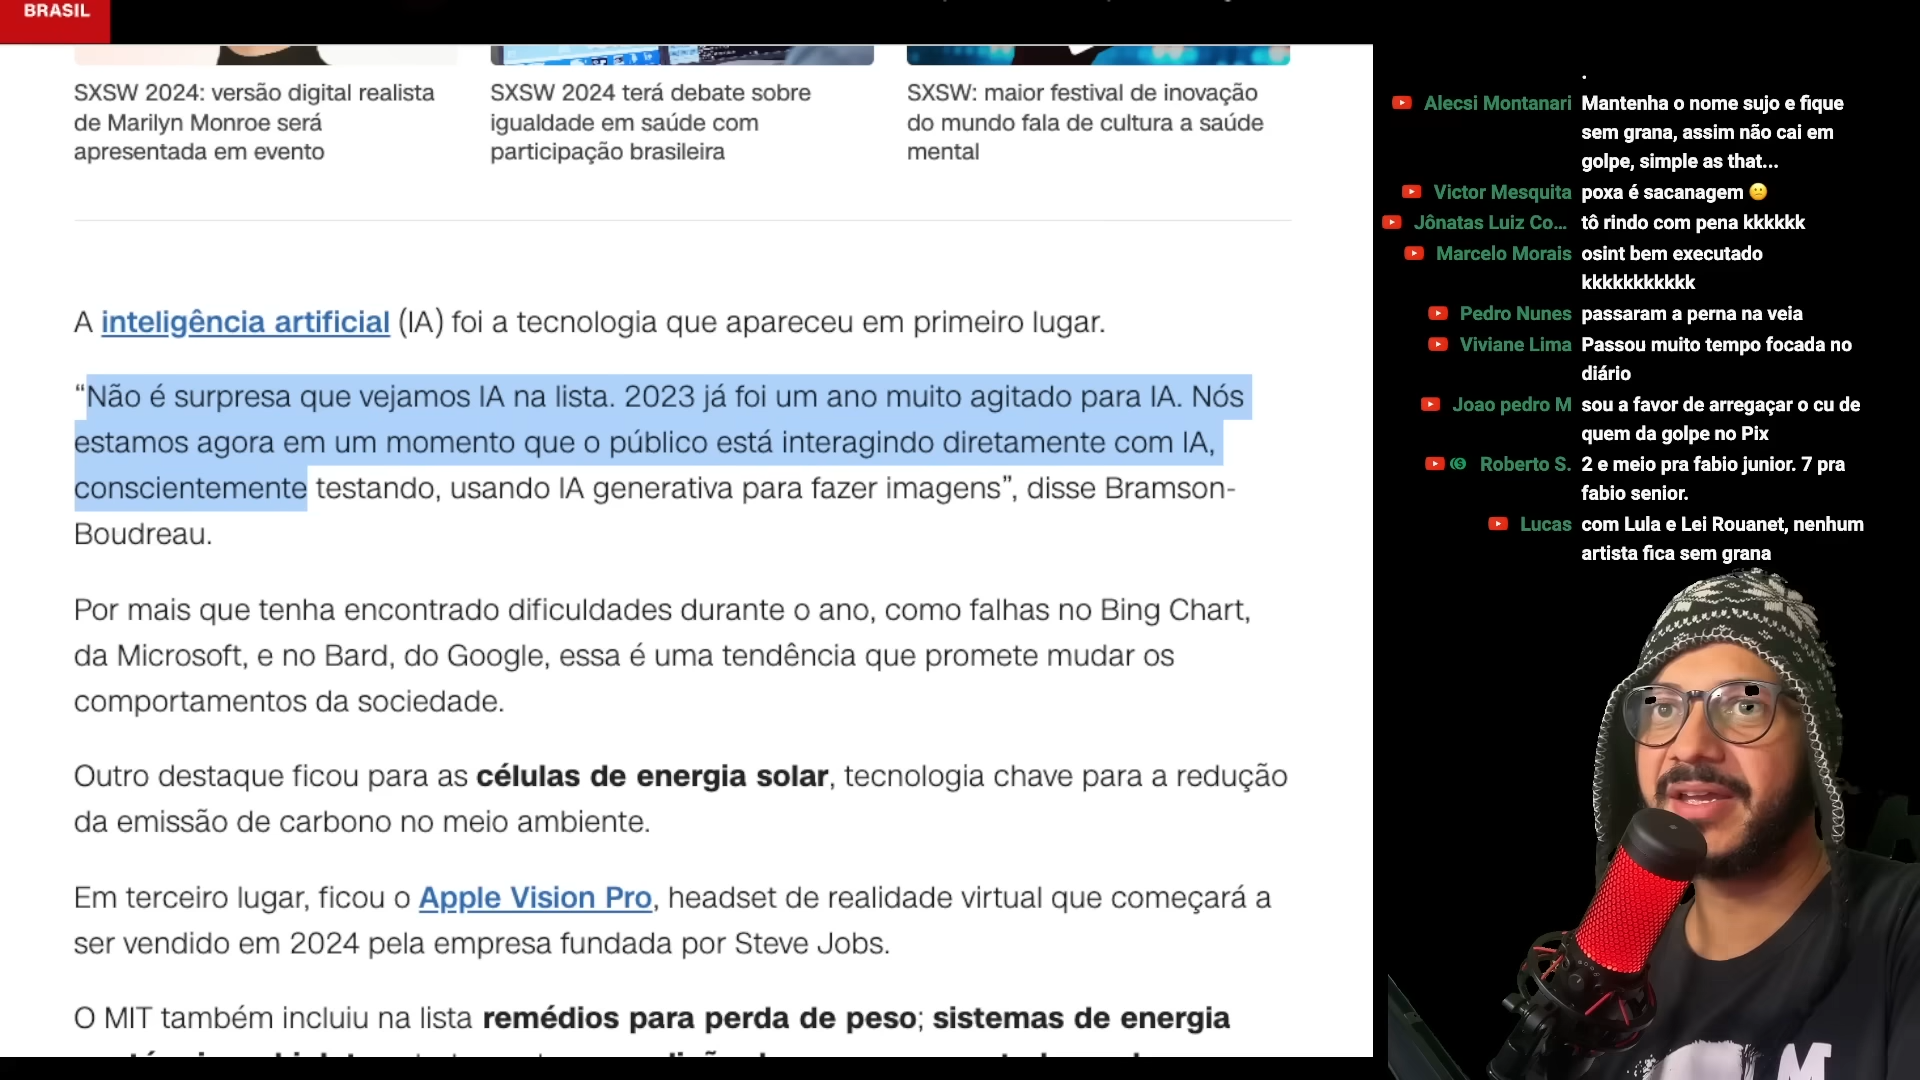 BRASIL
SXSW 2024: versão digital realista
de Marilyn Monroe será
apresentada em evento
SXSW 2024 terá debate sobre
igualdade em saúde com
participação brasileira
SXSW: maior festival de inovação
do mundo fala de cultura a saúde
mental
A inteligência artificial (IA) foi a tecnologia que apareceu em primeiro lugar.
“Não é surpresa que vejamos IA na lista. 2023 já foi um ano muito agitado para IA. Nós
estamos agora em um momento que o público está interagindo diretamente com IA,
conscientemente testando, usando IA generativa para fazer imagens”, disse Bramson-
Boudreau.
Por mais que tenha encontrado dificuldades durante o ano, como falhas no Bing Chart,
da Microsoft, e no Bard, do Google, essa é uma tendência que promete mudar os
comportamentos da sociedade.
Outro destaque ficou para as células de energia solar, tecnologia chave para a redução
da emissão de carbono no meio ambiente.
Em terceiro lugar, ficou o Apple Vision Pro, headset de realidade virtual que começará a
ser vendido em 2024 pela empresa fundada por Steve Jobs.
O MIT também incluiu na lista remédios para perda de peso; sistemas de energia
.
Alecsi Montanari Mantenha o nome sujo e fique
sem grana, assim não cai em
golpe, simple as that...
Victor Mesquita poxa é sacanagem 😕
Jônatas Luiz Co... tô rindo com pena kkkkkk
Marcelo Morais osint bem executado
kkkkkkkkkkk
Pedro Nunes passaram a perna na veia
Viviane Lima Passou muito tempo focada no
diário
Joao pedro M sou a favor de arregaçar o cu de
quem da golpe no Pix
Roberto S. 2 e meio pra fabio junior. 7 pra
fabio senior.
Lucas com Lula e Lei Rouanet, nenhum
artista fica sem grana